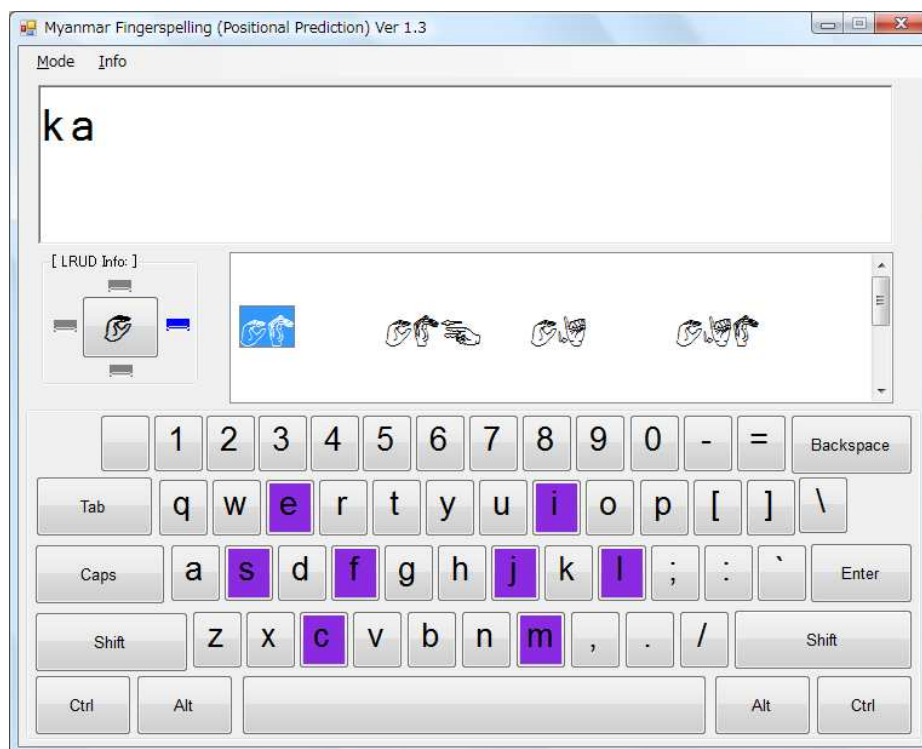 Myanmar Fingerspelling (Positional Prediction) Ver 1.3
Mode Info
ka
[ LRUD Info: ]
1 2 3 4 5 6 7 8 9 0 - = Backspace
Tab q w e r t y u i o p [ ] \
Caps a s d f g h j k l ; : ` Enter
Shift z x c v b n m , . / Shift
Ctrl Alt Alt Ctrl